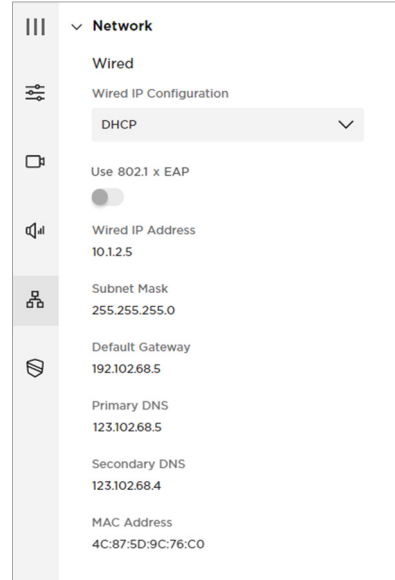 Network
Wired
Wired IP Configuration
DHCP
Use 802.1 x EAP
Wired IP Address
10.1.2.5
Subnet Mask
255.255.255.0
Default Gateway
192.102.68.5
Primary DNS
123.102.68.5
Secondary DNS
123.102.68.4
MAC Address
4C:87:5D:9C:76:C0